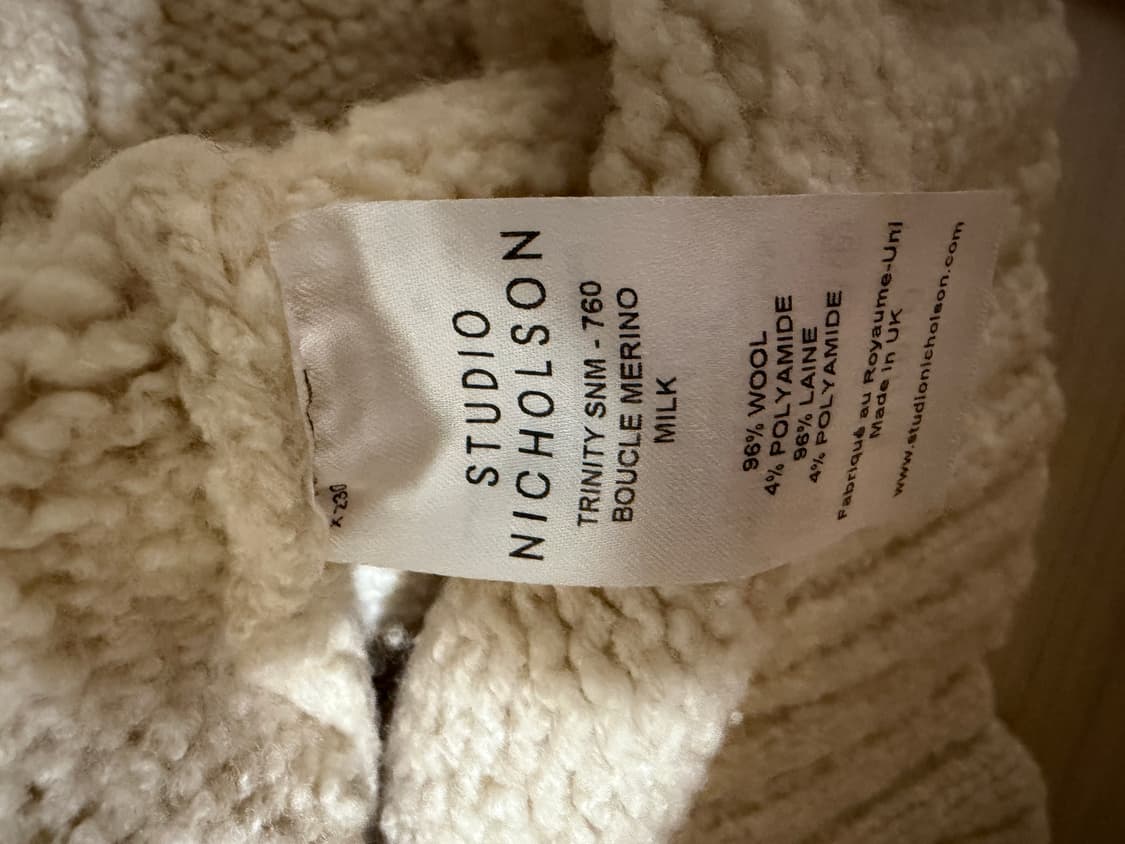 STUDIO
NICHOLSON
TRINITY SNM - 760
BOUCLE MERINO
MILK
96% WOOL
4% POLYAMIDE
96% LAINE
4% POLYAMIDE
Fabriqué au Royaume-Uni
Made in UK
www.studionicholson.com